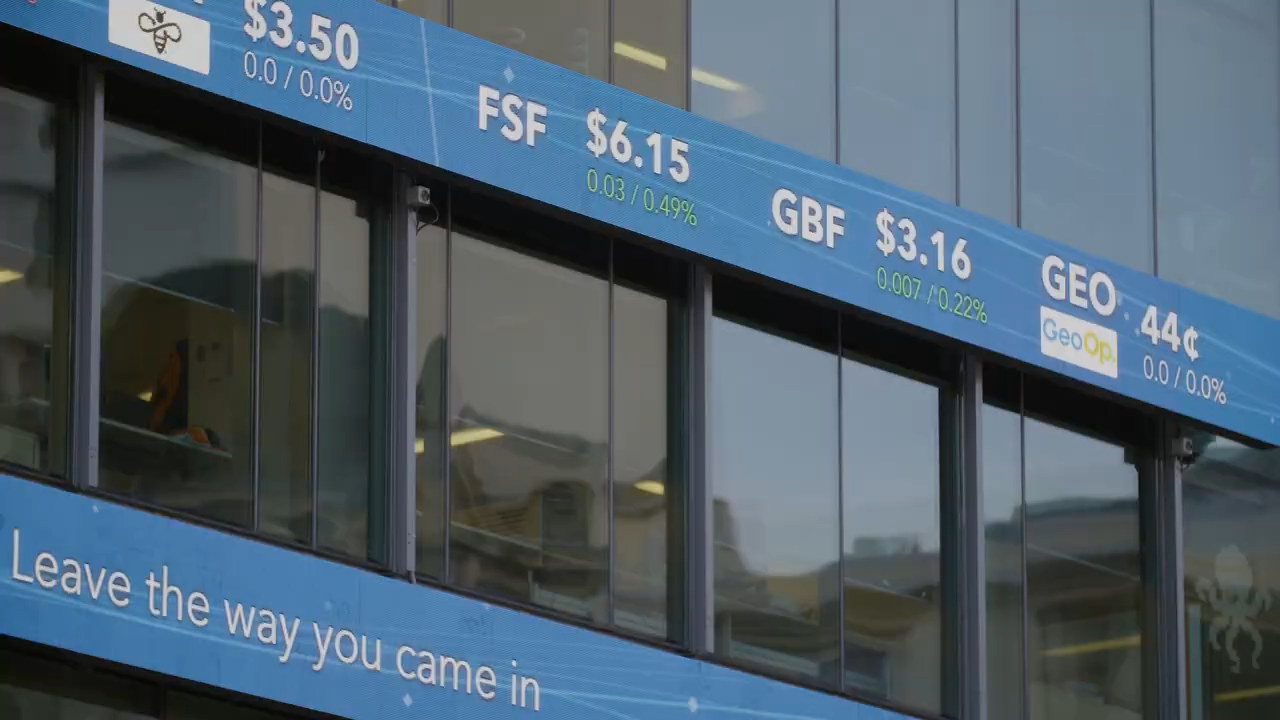 $3.50
0.0 / 0.0%
FSF $6.15
0.03 / 0.49%
GBF $3.16
0.007 / 0.22%
GEO 44¢
GeoOp.
0.0 / 0.0%
Leave the way you came in